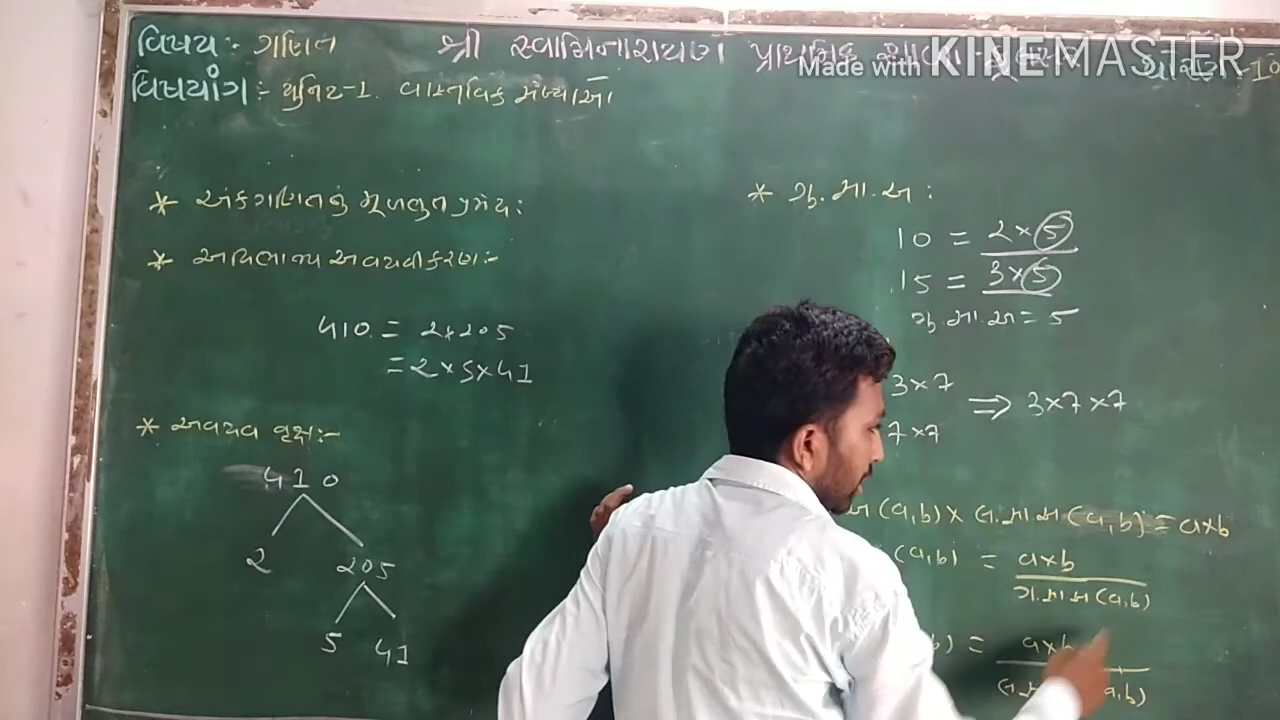 વિષય:- ગણિત શ્રી સ્વામિનારાયણ પ્રાથમિક
Made with KINEMASTER
વિષયાંગ:- યુનિટ-1. વાસ્તવિક સંખ્યાઓ
* અંકગણિતનું મૂળભૂત પ્રમેય:
* અવિભાજ્ય અવયવીકરણ:-
410. = 2×205
= 2×5×41
* અવયવ વૃક્ષ:-
410
2 205
5 41
* ગુ.સા.અ:
10 = 2×5
15 = 3×5
ગુ.સા.અ = 5
3×7
7×7
⇒ 3×7×7
(a,b) × લ.સા.અ (a,b) = a×b
(a,b) = a×b
ગુ.સા.અ (a,b)
b) = a×b
a,b)